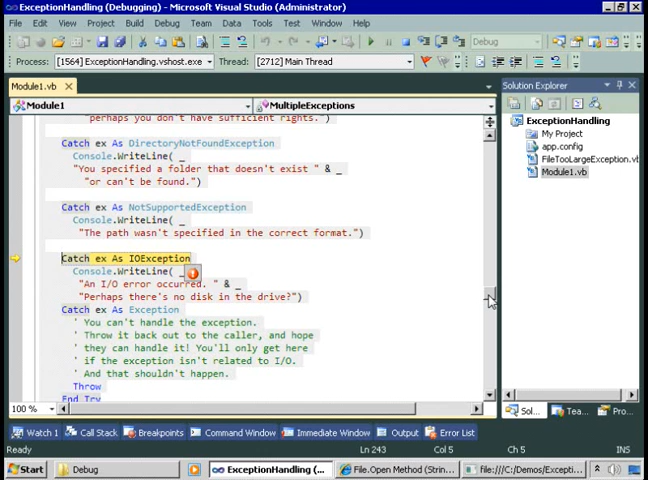 ExceptionHandling (Debugging) - Microsoft Visual Studio (Administrator)
File Edit View Project Build Debug Team Data Tools Test Window Help
Debug
Process: [1564] ExceptionHandling.vshost.exe Thread: [2712] Main Thread
Module1.vb
Solution Explorer
Module1 MultipleExceptions
ExceptionHandling
My Project
app.config
FileTooLargeException.vb
Module1.vb
"perhaps you don't have sufficient rights.")
Catch ex As DirectoryNotFoundException
Console.WriteLine( _
"You specified a folder that doesn't exist " & _
"or can't be found.")
Catch ex As NotSupportedException
Console.WriteLine( _
"The path wasn't specified in the correct format.")
Catch ex As IOException
Console.WriteLine( _
"An I/O error occurred. " & _
"Perhaps there's no disk in the drive?")
Catch ex As Exception
' You can't handle the exception.
' Throw it back out to the caller, and hope
' they can handle it! You'll only get here
' if the exception isn't related to I/O.
' And that shouldn't happen.
Throw
End Try
100 %
Sol... Tea... Pro...
Watch 1 Call Stack Breakpoints Command Window Immediate Window Output Error List
Ready Ln 243 Col 5 Ch 5 INS
Start Debug ExceptionHandling (... File.Open Method (Strin... file:///C:/Demos/Excepti...